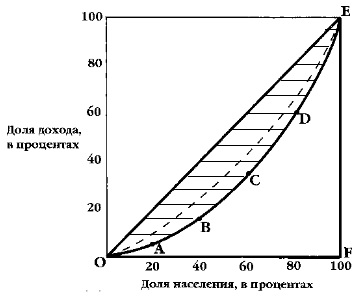 E
100
80
D
60
Доля дохода,
в процентах
40
C
20
B
A
O
F
20 40 60 80 100
Доля населения, в процентах